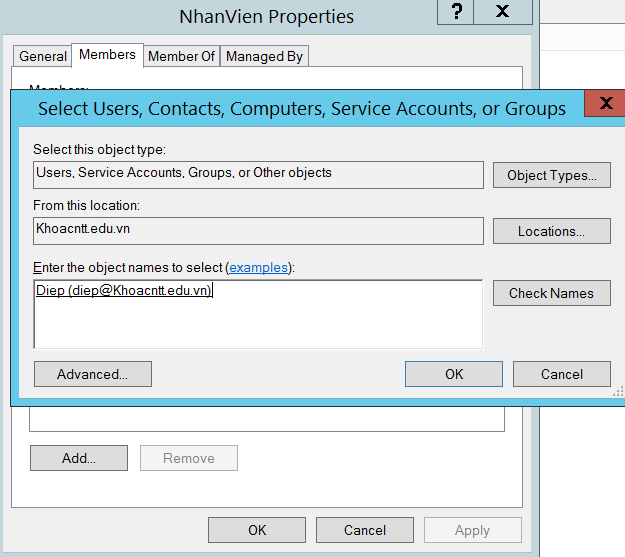 NhanVien Properties
? X
General Members Member Of Managed By
Members:
Select Users, Contacts, Computers, Service Accounts, or Groups X
Select this object type:
Users, Service Accounts, Groups, or Other objects Object Types...
From this location:
Khoacntt.edu.vn Locations...
Enter the object names to select (examples):
Diep (diep@Khoacntt.edu.vn) Check Names
Advanced... OK Cancel
Add... Remove
OK Cancel Apply